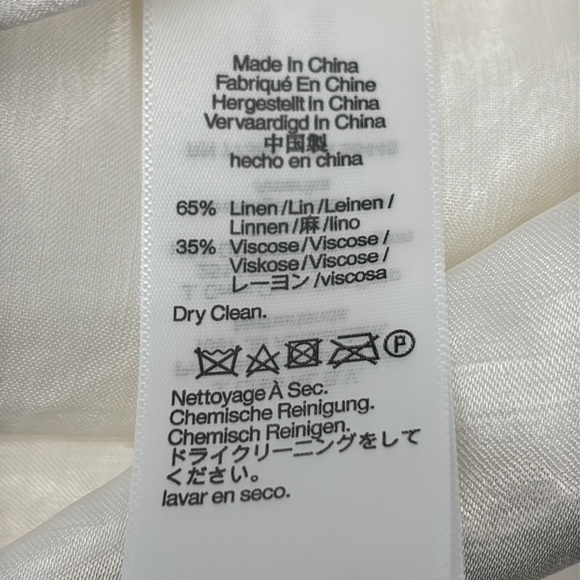 Made In China
Fabriqué En Chine
Hergestellt In China
Vervaardigd In China
中国製
hecho en china
65% Linen/Lin/Leinen/
Linnen/麻/lino
35% Viscose/Viscose/
Viskose/Viscose/
レーヨン/viscosa
Dry Clean.
P
Nettoyage À Sec.
Chemische Reinigung.
Chemisch Reinigen.
ドライクリーニングをして
ください。
lavar en seco.